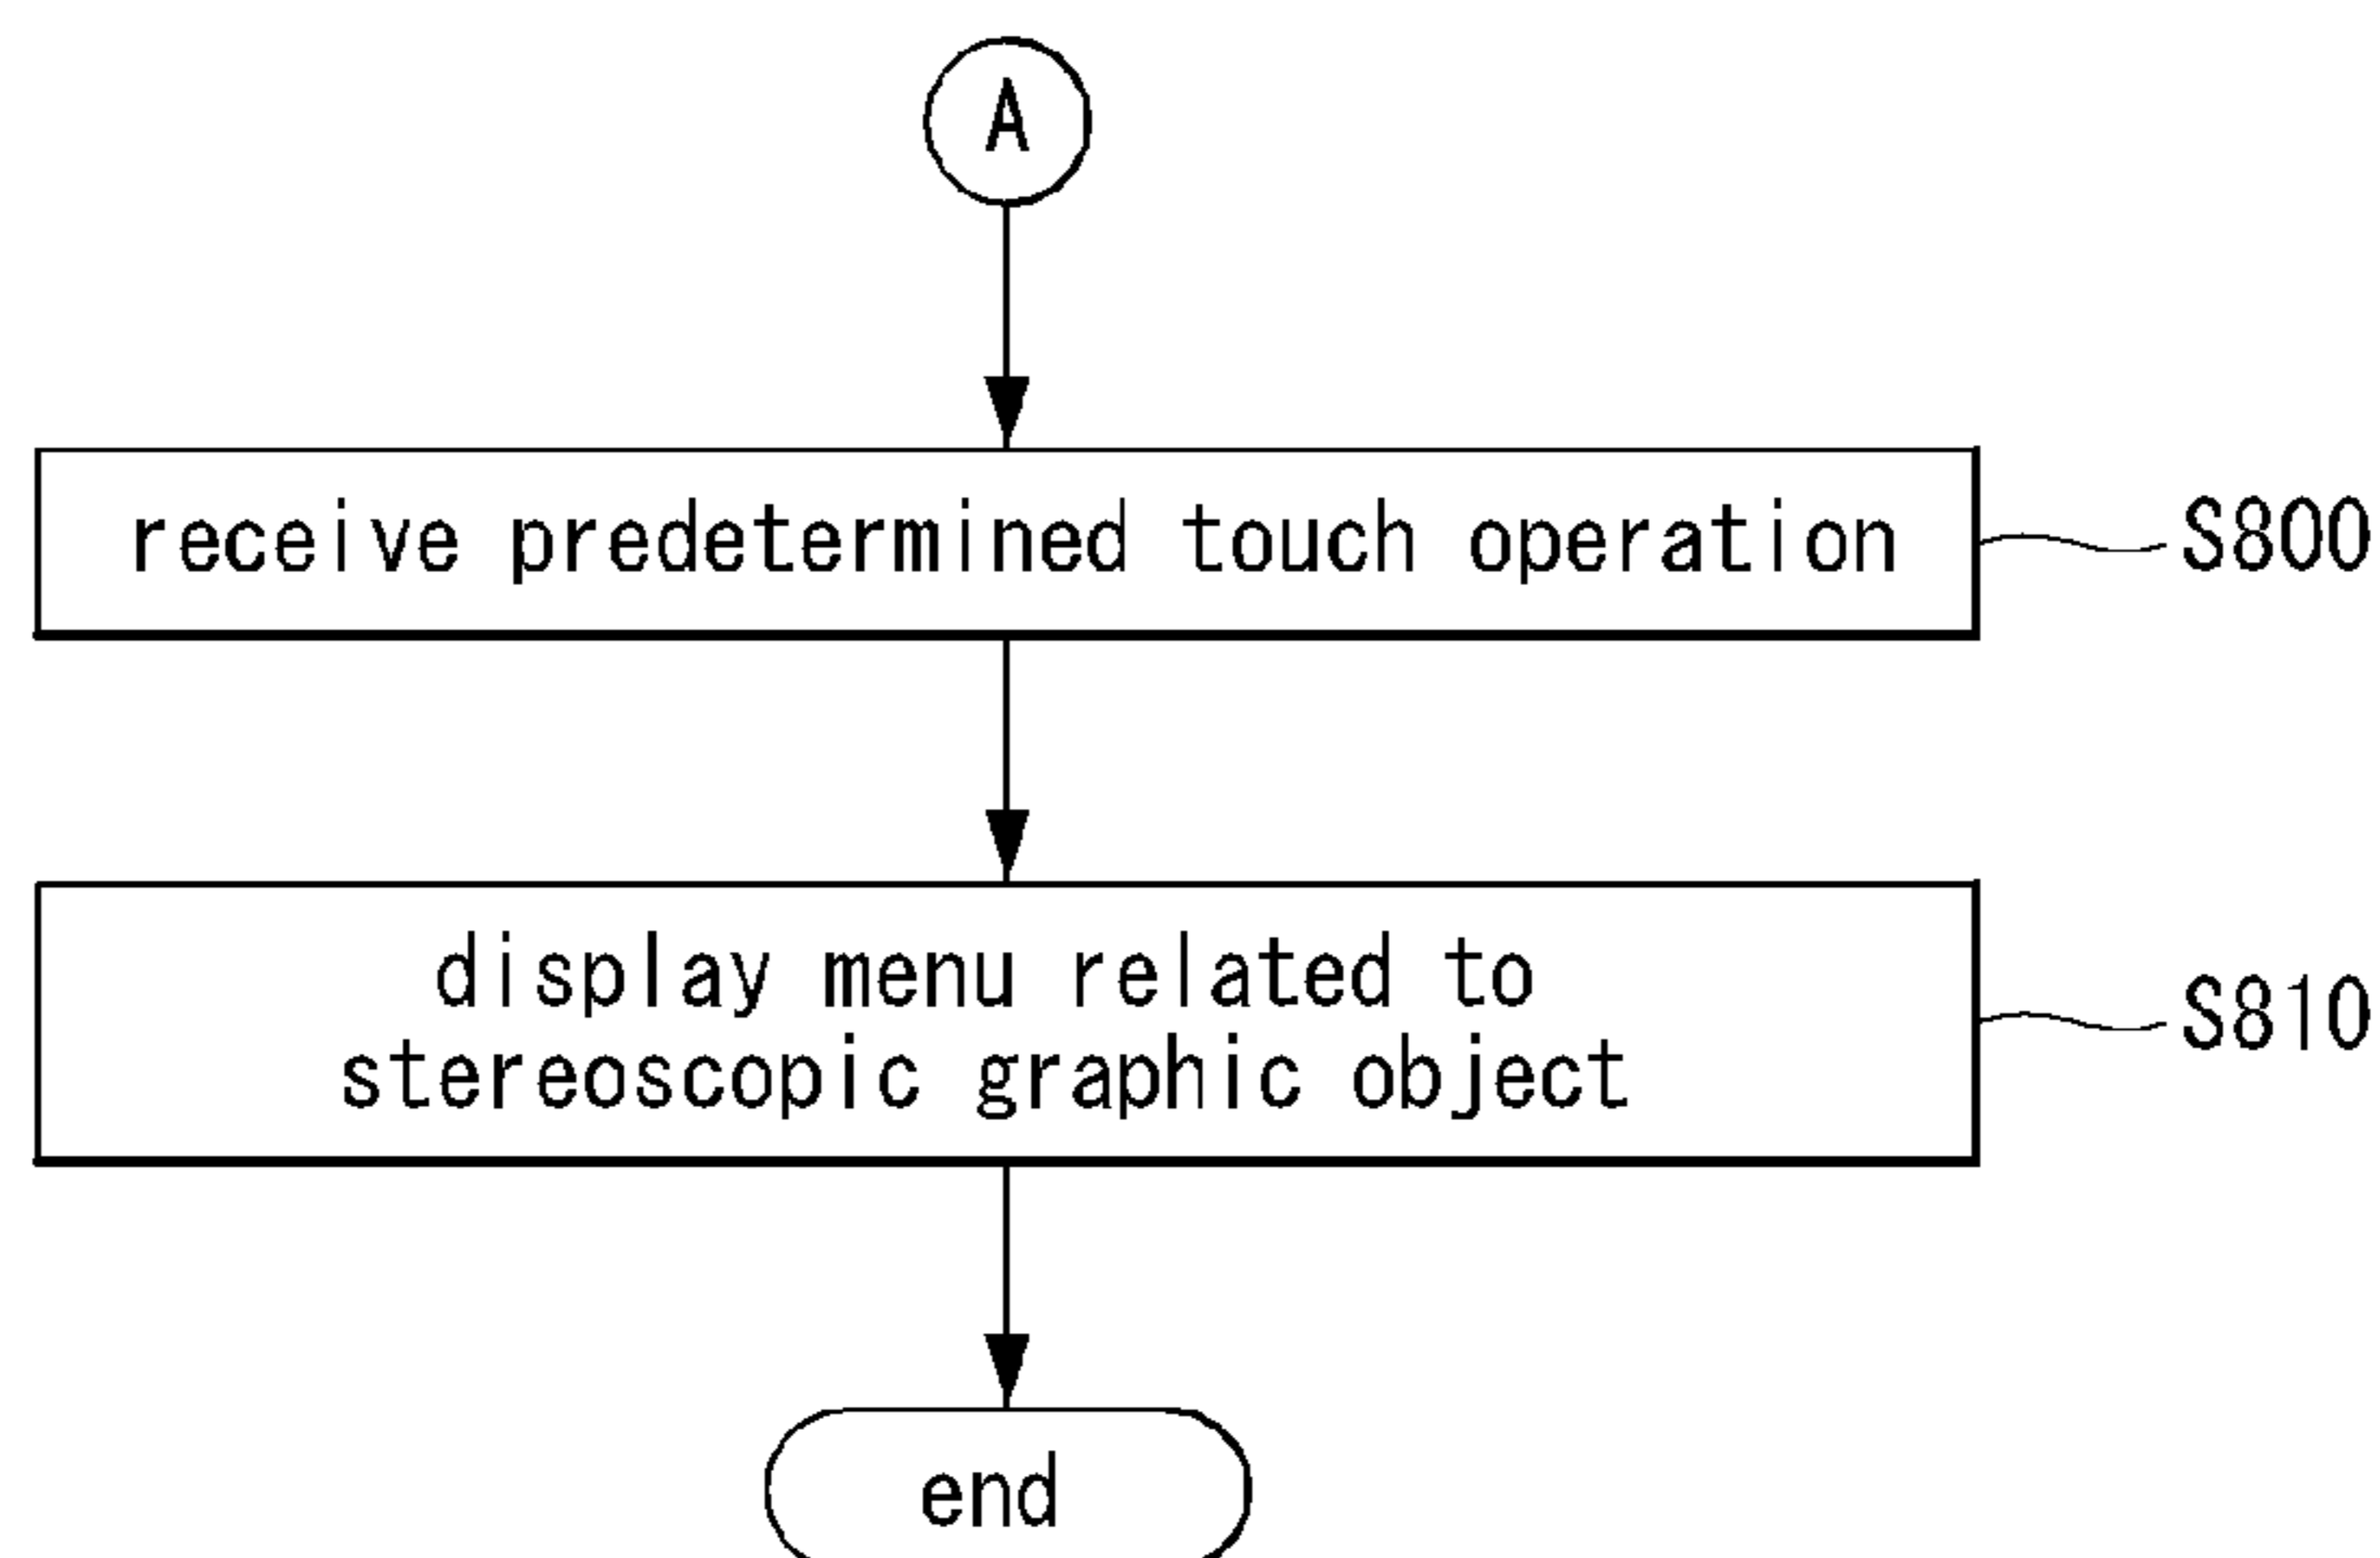 A
receive predetermined touch operation
S800
display menu related to
stereoscopic graphic object
S810
end